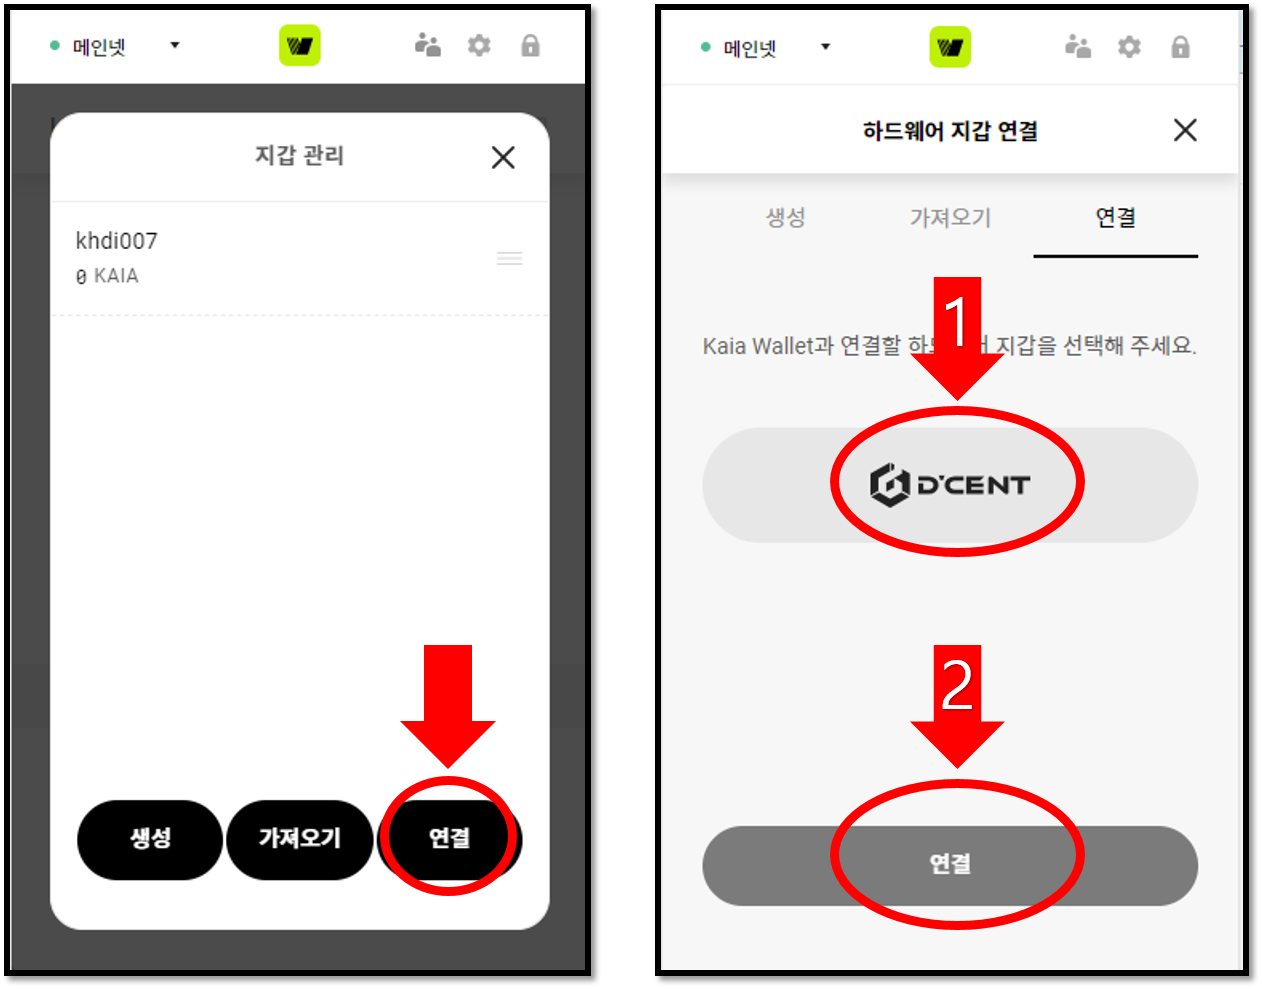 메인넷
지갑 관리
khdi007
0 KAIA
생성
가져오기
연결
메인넷
하드웨어 지갑 연결
생성
가져오기
연결
1
Kaia Wallet과 연결할 지갑을 선택해 주세요.
D'CENT
2
연결